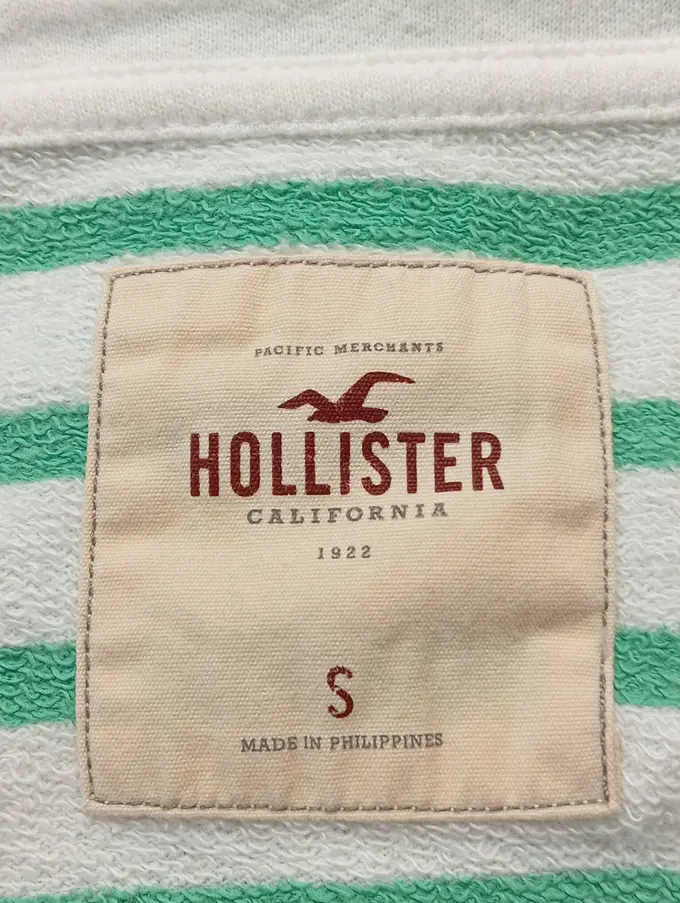 PACIFIC MERCHANTS
HOLLISTER
CALIFORNIA
1922
S
MADE IN PHILIPPINES